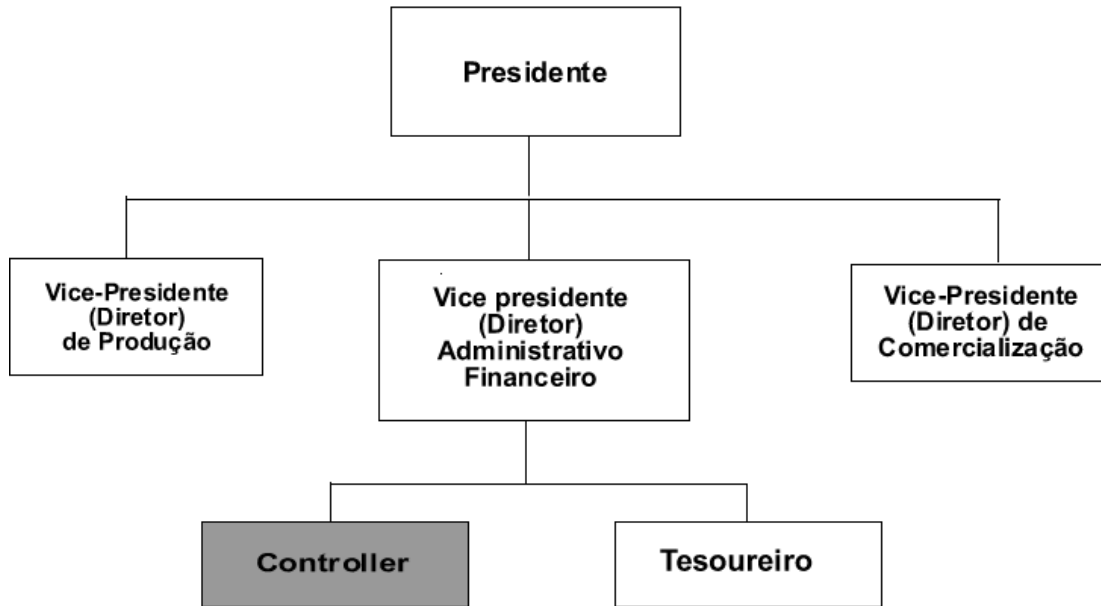 Presidente
Vice-Presidente
(Diretor)
de Produção
Vice presidente
(Diretor)
Administrativo
Financeiro
Vice-Presidente
(Diretor) de
Comercialização
Controller
Tesoureiro